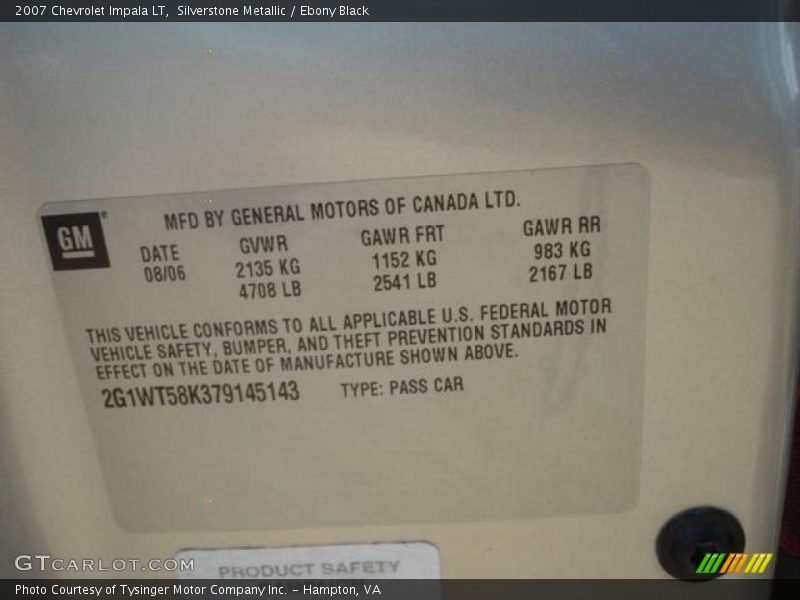 2007 Chevrolet Impala LT, Silverstone Metallic / Ebony Black
GM
MFD BY GENERAL MOTORS OF CANADA LTD.
DATE GVWR GAWR FRT GAWR RR
08/06 2135 KG 1152 KG 983 KG
4708 LB 2541 LB 2167 LB
THIS VEHICLE CONFORMS TO ALL APPLICABLE U.S. FEDERAL MOTOR
VEHICLE SAFETY, BUMPER, AND THEFT PREVENTION STANDARDS IN
EFFECT ON THE DATE OF MANUFACTURE SHOWN ABOVE.
2G1WT58K379145143 TYPE: PASS CAR
PRODUCT SAFETY
GTCARLOT.COM
Photo Courtesy of Tysinger Motor Company Inc. - Hampton, VA